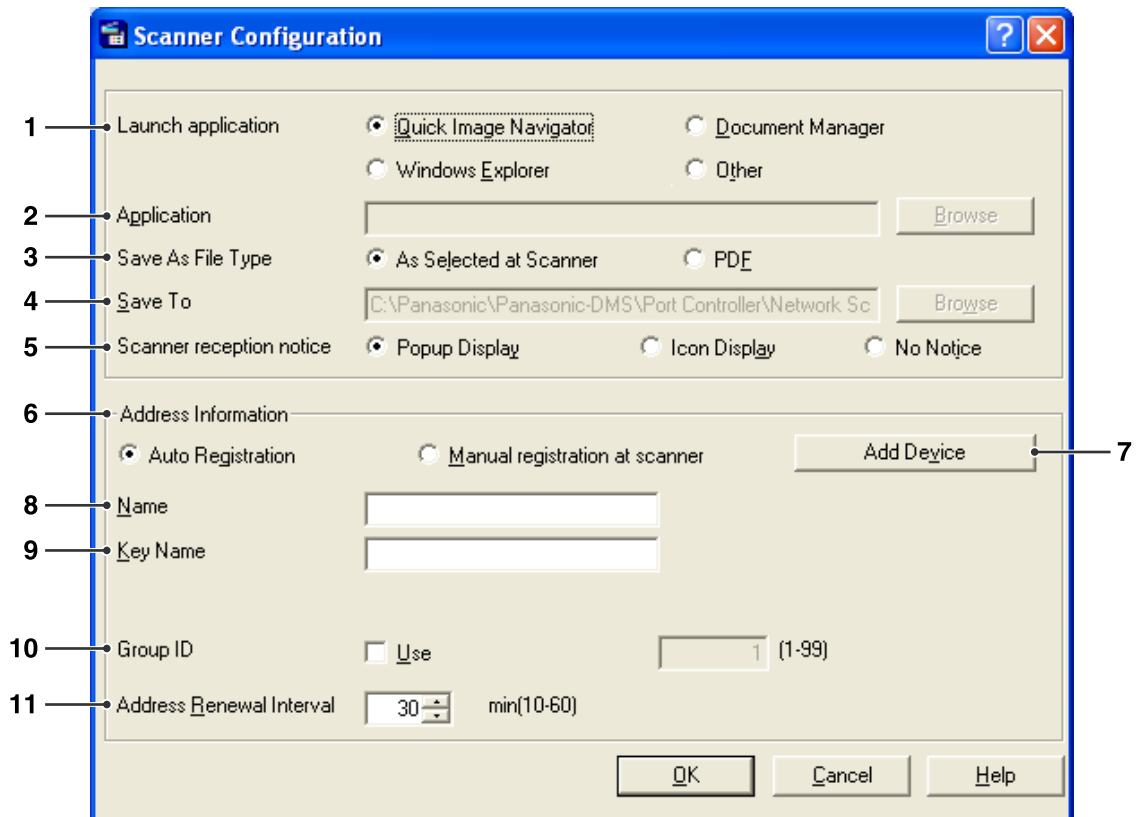 Scanner Configuration
1 Launch application Quick Image Navigator Document Manager
Windows Explorer Other
2 Application Browse
3 Save As File Type As Selected at Scanner PDF
4 Save To C:\Panasonic\Panasonic-DMS\Port Controller\Network Sc Browse
5 Scanner reception notice Popup Display Icon Display No Notice
6 Address Information
Auto Registration Manual registration at scanner Add Device 7
8 Name
9 Key Name
10 Group ID Use 1 (1-99)
11 Address Renewal Interval 30 min(10-60)
OK Cancel Help